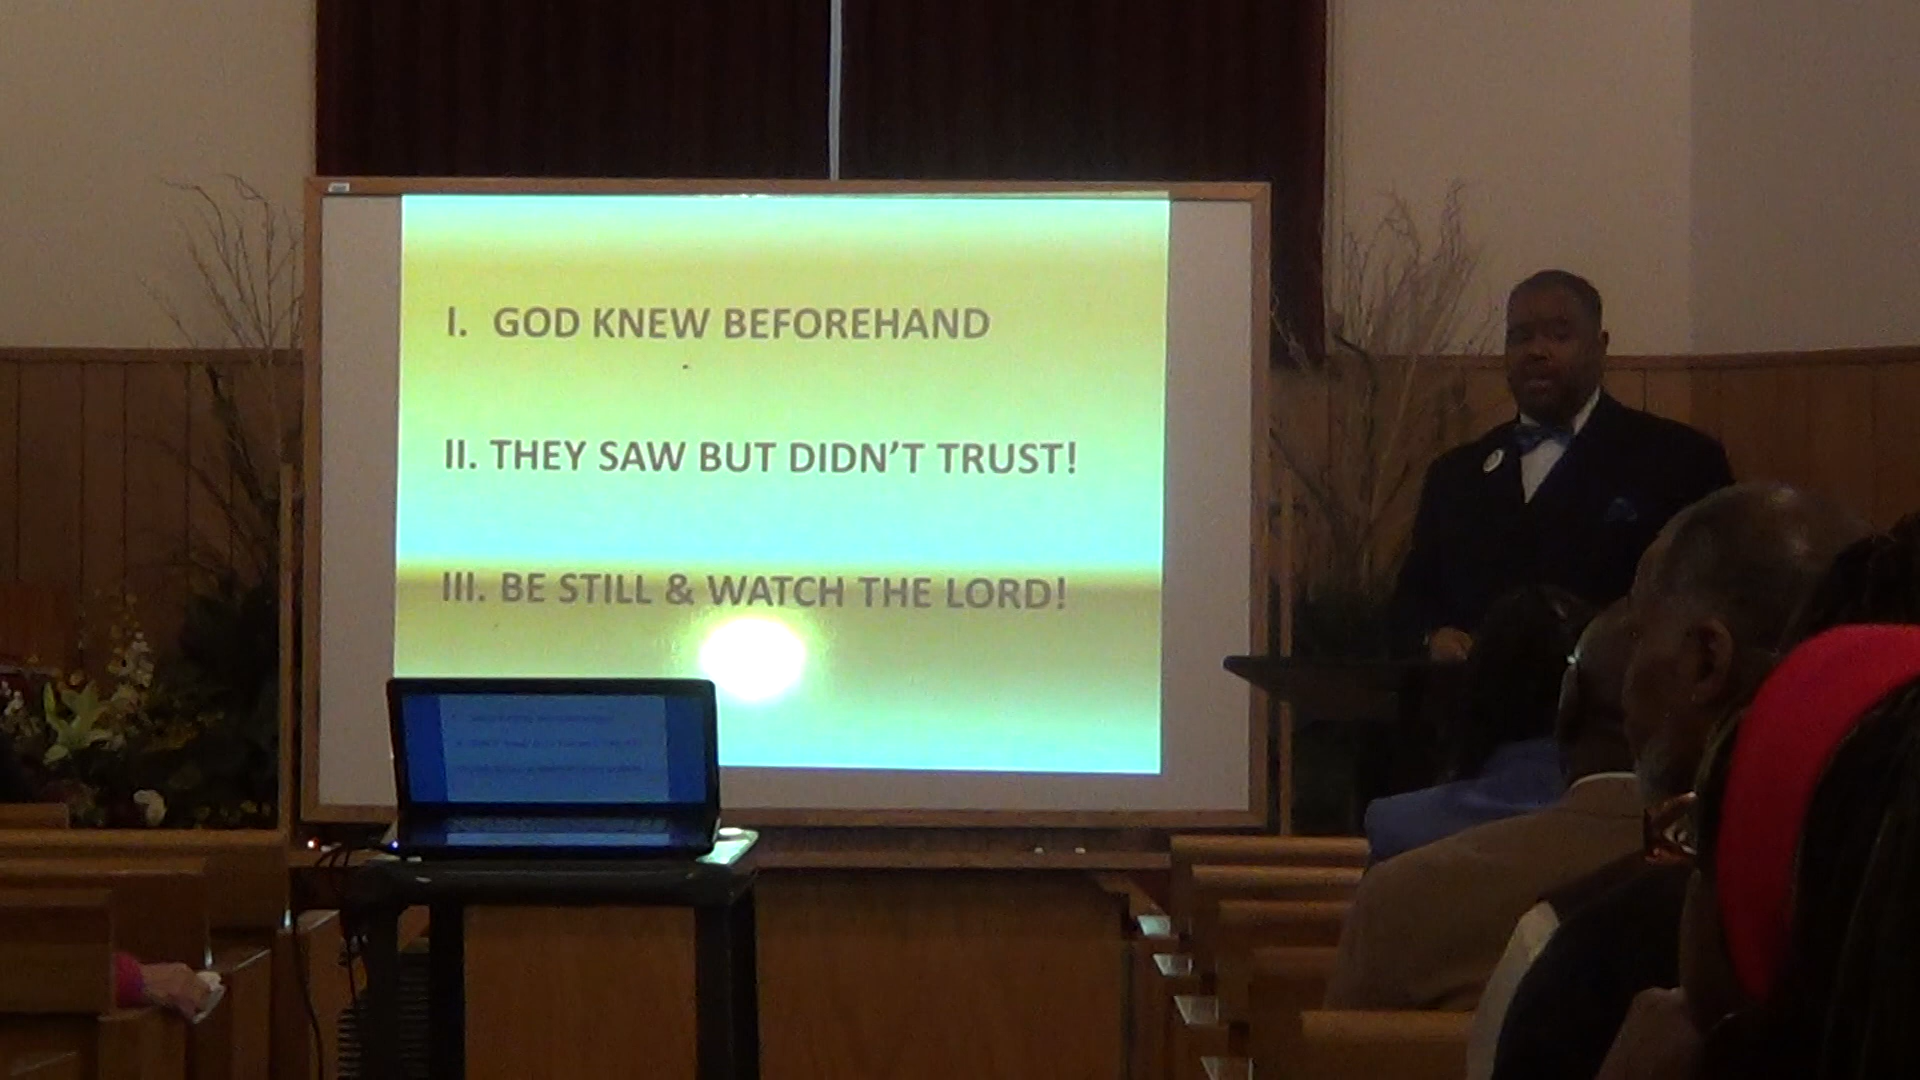 I. GOD KNEW BEFOREHAND
II. THEY SAW BUT DIDN'T TRUST!
III. BE STILL & WATCH THE LORD!